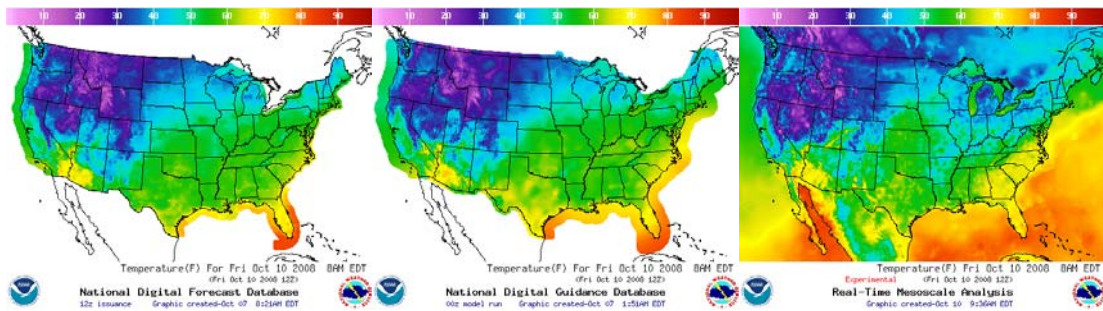 10 20 30 40 50 60 70 80 90
Temperature(F) For Fri Oct 10 2008 8AM EDT
(Fri Oct 10 2008 12Z)
National Digital Forecast Database
12z issuance Graphic created-Oct 07 8:21AM EDT
10 20 30 40 50 60 70 80 90
Temperature(F) For Fri Oct 10 2008 8AM EDT
(Fri Oct 10 2008 12Z)
National Digital Guidance Database
00z model run Graphic created-Oct 07 1:51AM EDT
10 20 30 40 50 60 70 80 90
Temperature(F) For Fri Oct 10 2008 8AM EDT
Experimental (Fri Oct 10 2008 12Z)
Real-Time Mesoscale Analysis
Graphic created-Oct 10 9:36AM EDT